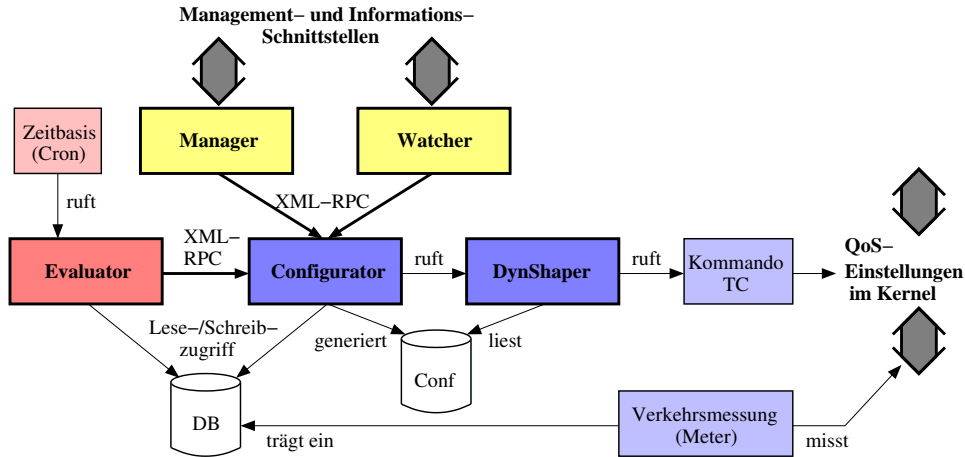 Management– und Informations–
Schnittstellen
Zeitbasis
(Cron)
Manager
Watcher
ruft
XML–RPC
XML–
RPC
Evaluator
Configurator
ruft
DynShaper
ruft
Kommando
TC
QoS–
Einstellungen
im Kernel
Lese–/Schreib–
zugriff
generiert
liest
Conf
DB
trägt ein
Verkehrsmessung
(Meter)
misst